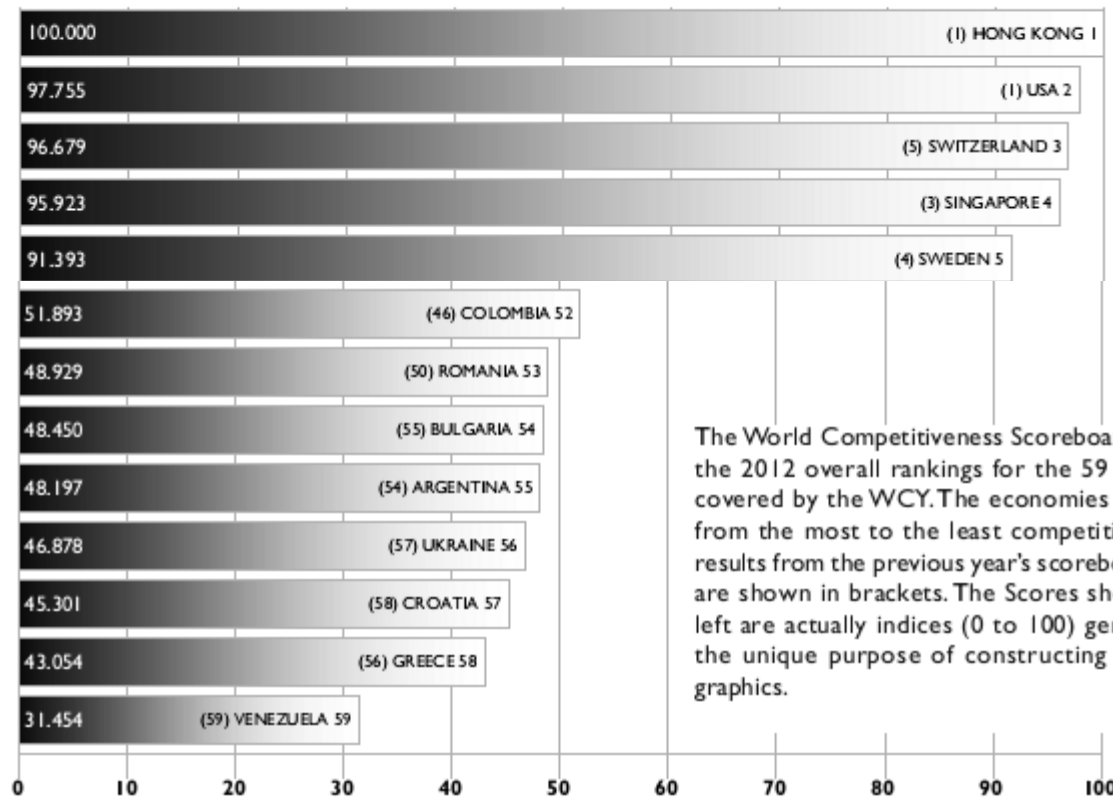 100.000 (1) HONG KONG 1
97.755 (1) USA 2
96.679 (5) SWITZERLAND 3
95.923 (3) SINGAPORE 4
91.393 (4) SWEDEN 5
51.893 (46) COLOMBIA 52
48.929 (50) ROMANIA 53
48.450 (55) BULGARIA 54
48.197 (54) ARGENTINA 55
46.878 (57) UKRAINE 56
45.301 (58) CROATIA 57
43.054 (56) GREECE 58
31.454 (59) VENEZUELA 59
The World Competitiveness
the 2012 overall rankings for the 59
covered by the WCY. The economies
from the most to the least
results from the previous year's
are shown in brackets. The Scores
left are actually indices (0 to 100)
the unique purpose of constructing
graphics.
0 10 20 30 40 50 60 70 80 90 100